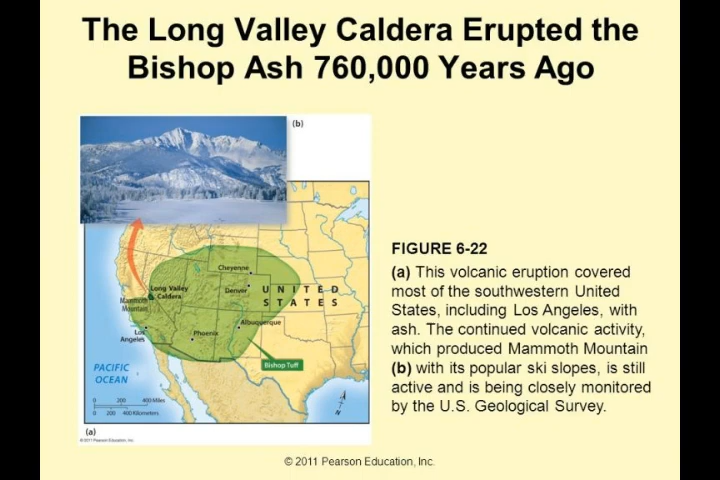 The Long Valley Caldera Erupted the
Bishop Ash 760,000 Years Ago
(b)
Cheyenne
Long Valley
Caldera
Denver
UNITED
STATES
Mammoth
Mountain
Los
Angeles
Phoenix
Albuquerque
Bishop Tuff
PACIFIC
OCEAN
0 200 400 Miles
0 200 400 Kilometers
N
(a)
© 2011 Pearson Education, Inc.
FIGURE 6-22
(a) This volcanic eruption covered
most of the southwestern United
States, including Los Angeles, with
ash. The continued volcanic activity,
which produced Mammoth Mountain
(b) with its popular ski slopes, is still
active and is being closely monitored
by the U.S. Geological Survey.
© 2011 Pearson Education, Inc.